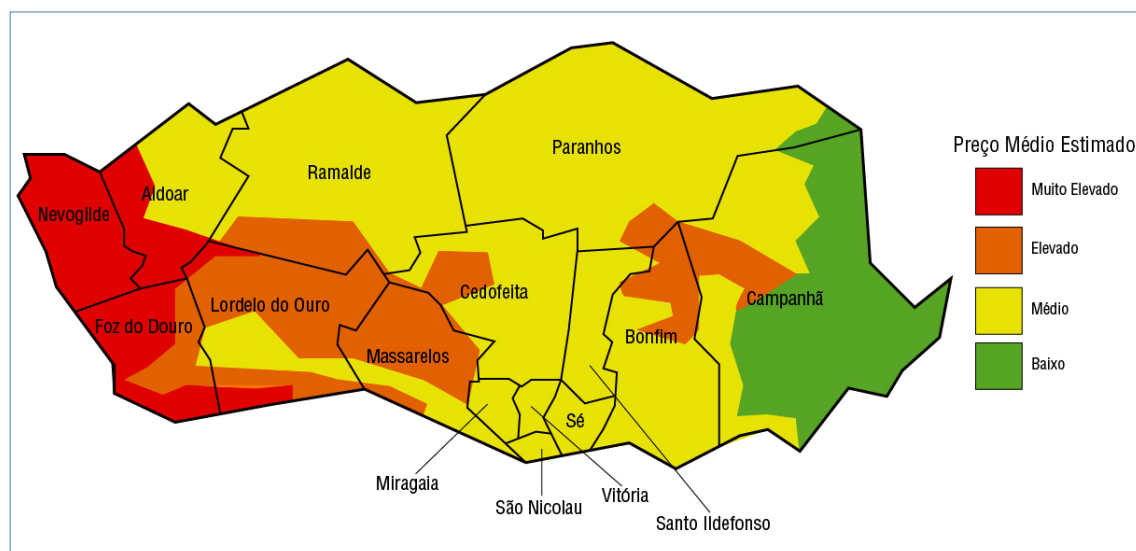 Paranhos
Ramalde
Aldoar
Nevogilde
Cedofeita
Campanhã
Lordelo do Ouro
Foz do Douro
Bonfim
Massarelos
Sé
Miragaia
São Nicolau
Vitória
Santo Ildefonso
Preço Médio Estimado
Muito Elevado
Elevado
Médio
Baixo